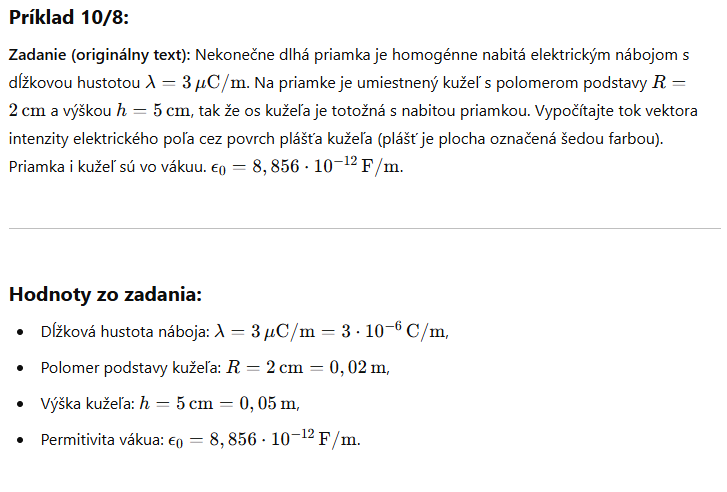 Príklad 10/8:
Zadanie (originálny text): Nekonečne dlhá priamka je homogénne nabitá elektrickým nábojom s
dĺžkovou hustotou λ = 3 μC/m. Na priamke je umiestnený kužeľ s polomerom podstavy R =
2 cm a výškou h = 5 cm, tak že os kužeľa je totožná s nabitou priamkou. Vypočítajte tok vektora
intenzity elektrického poľa cez povrch plášťa kužeľa (plášť je plocha označená šedou farbou).
Priamka i kužeľ sú vo vákuu. ϵ₀ = 8,856 · 10⁻¹² F/m.
Hodnoty zo zadania:
• Dĺžková hustota náboja: λ = 3 μC/m = 3 · 10⁻⁶ C/m,
• Polomer podstavy kužeľa: R = 2 cm = 0,02 m,
• Výška kužeľa: h = 5 cm = 0,05 m,
• Permitivita vákua: ϵ₀ = 8,856 · 10⁻¹² F/m.